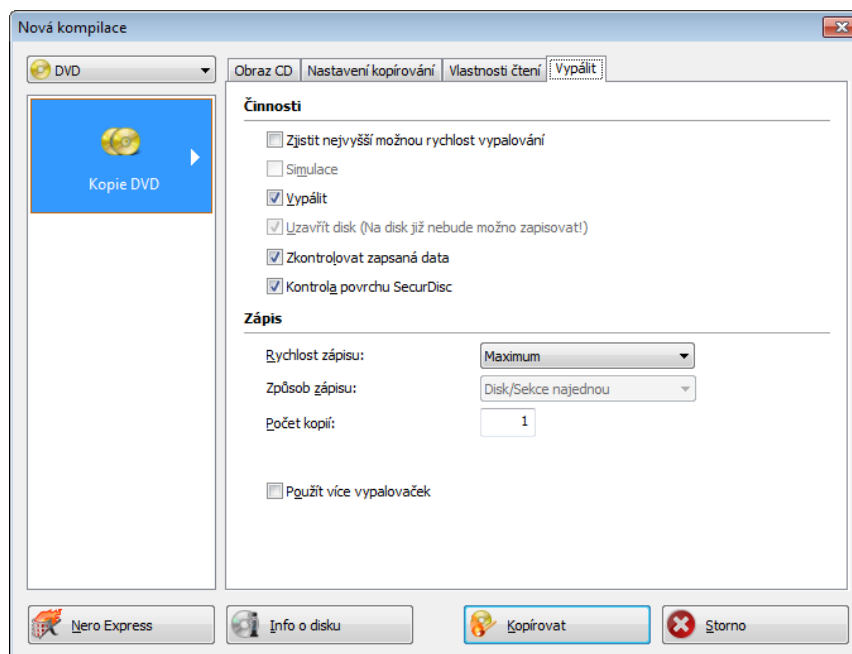 Nová kompilace
DVD
Obraz CD Nastavení kopírování Vlastnosti čtení Vypálit
Kopie DVD
Činnosti
Zjistit nejvyšší možnou rychlost vypalování
Simulace
Vypálit
Uzavřít disk (Na disk již nebude možno zapisovat!)
Zkontrolovat zapsaná data
Kontrola povrchu SecurDisc
Zápis
Rychlost zápisu: Maximum
Způsob zápisu: Disk/Sekce najednou
Počet kopií: 1
Použít více vypalovaček
Nero Express Info o disku Kopírovat Storno